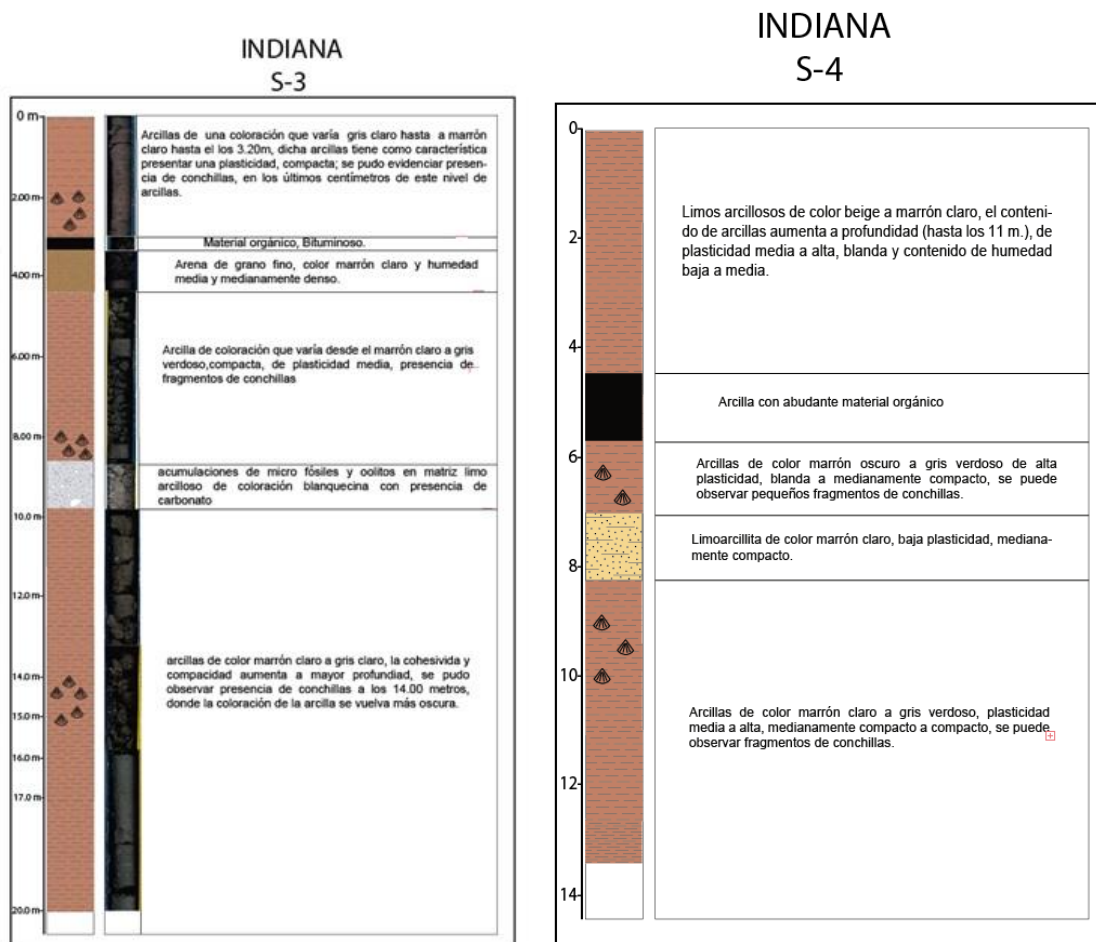 INDIANA
S-3
0 m
2.00 m
4.00 m
6.00 m
8.00 m
10.0 m
12.0 m
14.0 m
15.0 m
16.0 m
17.0 m
20.0 m
Arcillas de una coloración que varía gris claro hasta a marrón
claro hasta el los 3.20m, dicha arcillas tiene como característica
presentar una plasticidad, compacta; se pudo evidenciar presen-
cia de conchillas, en los últimos centímetros de este nivel de
arcillas.
Material orgánico, Bituminoso.
Arena de grano fino, color marrón claro y humedad
media y medianamente denso.
Arcilla de coloración que varía desde el marrón claro a gris
verdoso,compacta, de plasticidad media, presencia de
fragmentos de conchillas
acumulaciones de micro fósiles y oolitos en matriz limo
arcilloso de coloración blanquecina con presencia de
carbonato
arcillas de color marrón claro a gris claro, la cohesivida y
compacidad aumenta a mayor profundiad, se pudo
observar presencia de conchillas a los 14.00 metros,
donde la coloración de la arcilla se vuelva más oscura.
INDIANA
S-4
0
2
4
6
8
10
12
14
Limos arcillosos de color beige a marrón claro, el conteni-
do de arcillas aumenta a profundidad (hasta los 11 m.), de
plasticidad media a alta, blanda y contenido de humedad
baja a media.
Arcilla con abudante material orgánico
Arcillas de color marrón oscuro a gris verdoso de alta
plasticidad, blanda a medianamente compacto, se puede
observar pequeños fragmentos de conchillas.
Limoarcillita de color marrón claro, baja plasticidad, mediana-
mente compacto.
Arcillas de color marrón claro a gris verdoso, plasticidad
media a alta, medianamente compacto a compacto, se puede
observar fragmentos de conchillas.